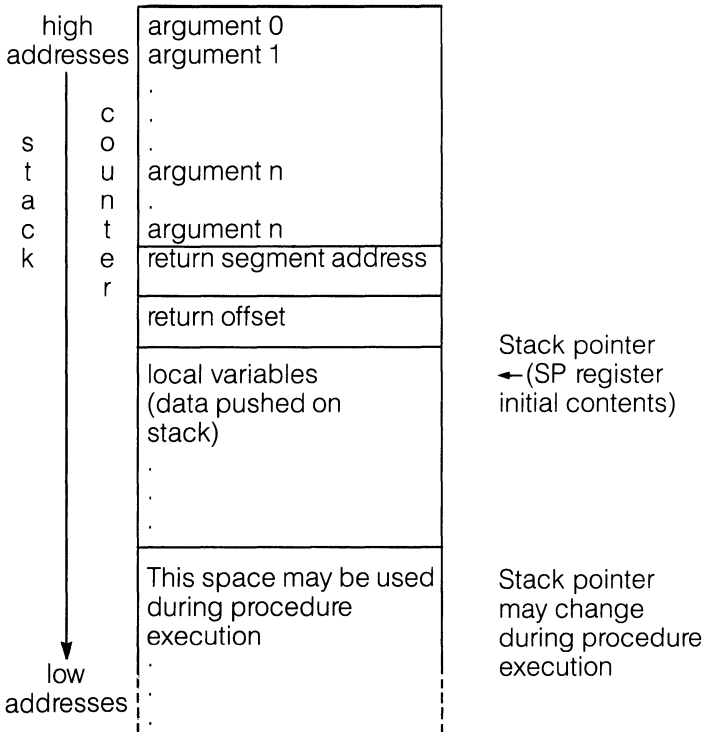 high
addresses
stack
counter
low
addresses
argument 0
argument 1
.
.
.
argument n
.
argument n
return segment address
return offset
local variables
(data pushed on
stack)
.
.
.
This space may be used
during procedure
execution
.
.
.
Stack pointer
←(SP register
initial contents)
Stack pointer
may change
during procedure
execution